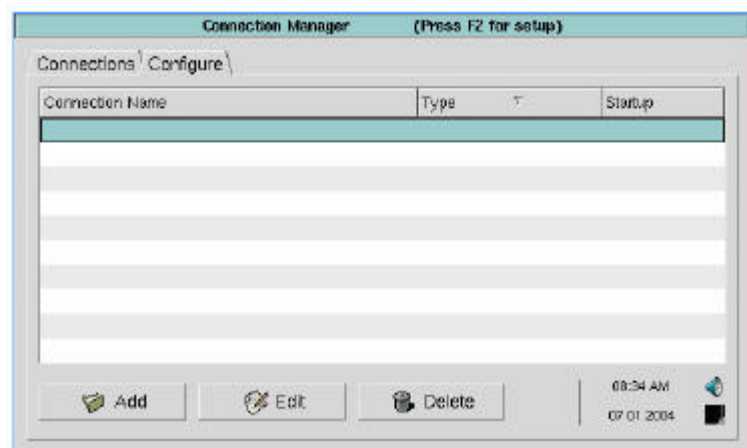 Connection Manager (Press F2 for setup)
Connections Configure
Connection Name Type Startup
Add Edit Delete
08:34 AM
07 01 2004